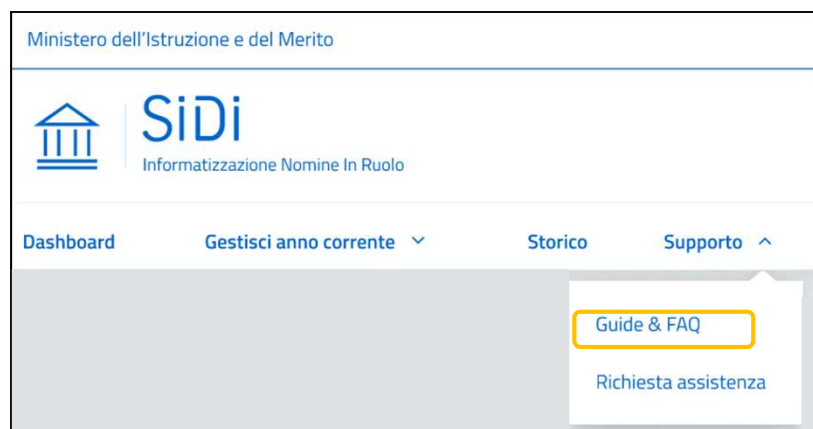 Ministero dell'Istruzione e del Merito
SiDi
Informatizzazione Nomine In Ruolo
Dashboard Gestisci anno corrente Storico Supporto
Guide & FAQ
Richiesta assistenza